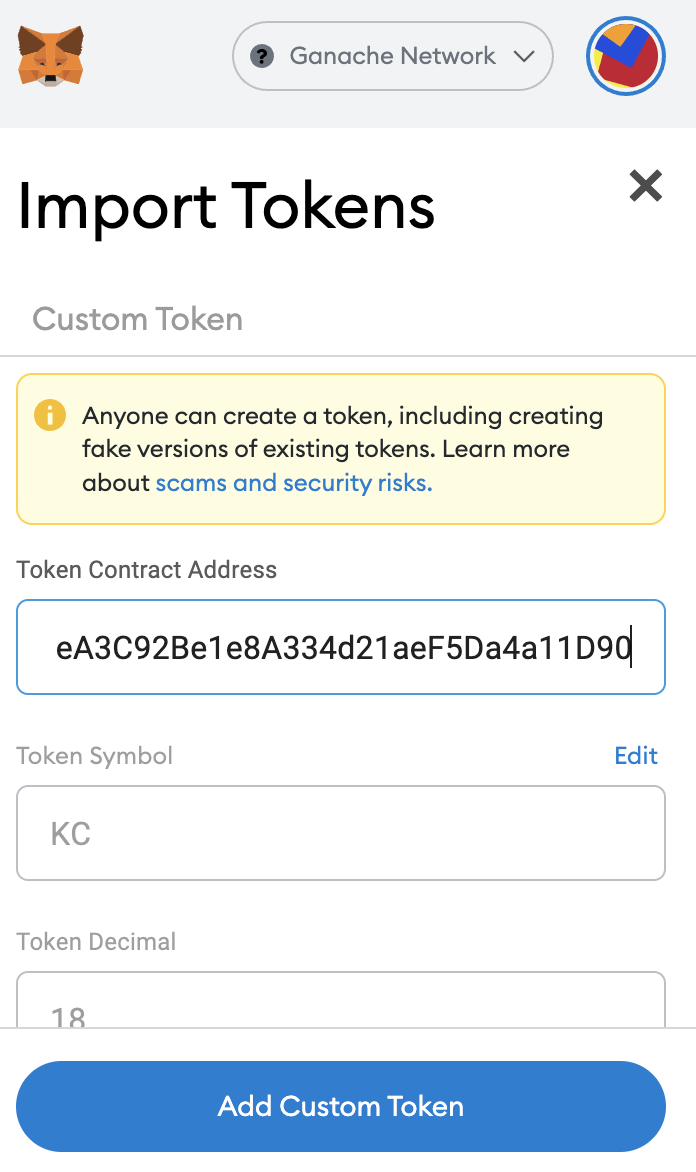 ? Ganache Network
Import Tokens
Custom Token
Anyone can create a token, including creating
fake versions of existing tokens. Learn more
about scams and security risks.
Token Contract Address
eA3C92Be1e8A334d21aeF5Da4a11D90
Token Symbol
Edit
KC
Token Decimal
18
Add Custom Token